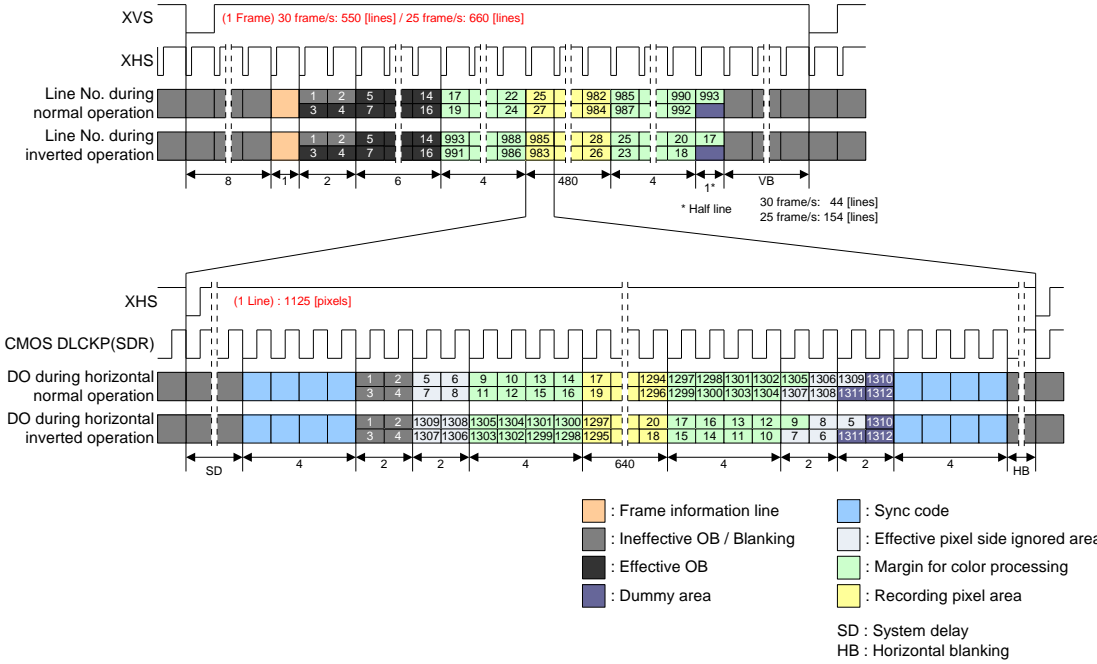 XVS
(1 Frame) 30 frame/s: 550 [lines] / 25 frame/s: 660 [lines]
XHS
Line No. during normal operation
1 2 5 14 17 22 25 982 985 990 993
3 4 7 16 19 24 27 984 987 992
Line No. during inverted operation
1 2 5 14 993 988 985 28 25 20 17
3 4 7 16 991 986 983 26 23 18
8 1 2 6 4 480 4 1* VB
* Half line
30 frame/s: 44 [lines]
25 frame/s: 154 [lines]
XHS
(1 Line) : 1125 [pixels]
CMOS DLCKP(SDR)
DO during horizontal normal operation
1 2 5 6 9 10 13 14 17 1294 1297 1298 1301 1302 1305 1306 1309 1310
3 4 7 8 11 12 15 16 19 1296 1299 1300 1303 1304 1307 1308 1311 1312
DO during horizontal inverted operation
1 2 1309 1308 1305 1304 1301 1300 1297 20 17 16 13 12 9 8 5 1310
3 4 1307 1306 1303 1302 1299 1298 1295 18 15 14 11 10 7 6 1311 1312
SD 4 2 2 4 640 4 2 2 4 HB
: Frame information line
: Ineffective OB / Blanking
: Effective OB
: Dummy area
: Sync code
: Effective pixel side ignored area
: Margin for color processing
: Recording pixel area
SD : System delay
HB : Horizontal blanking